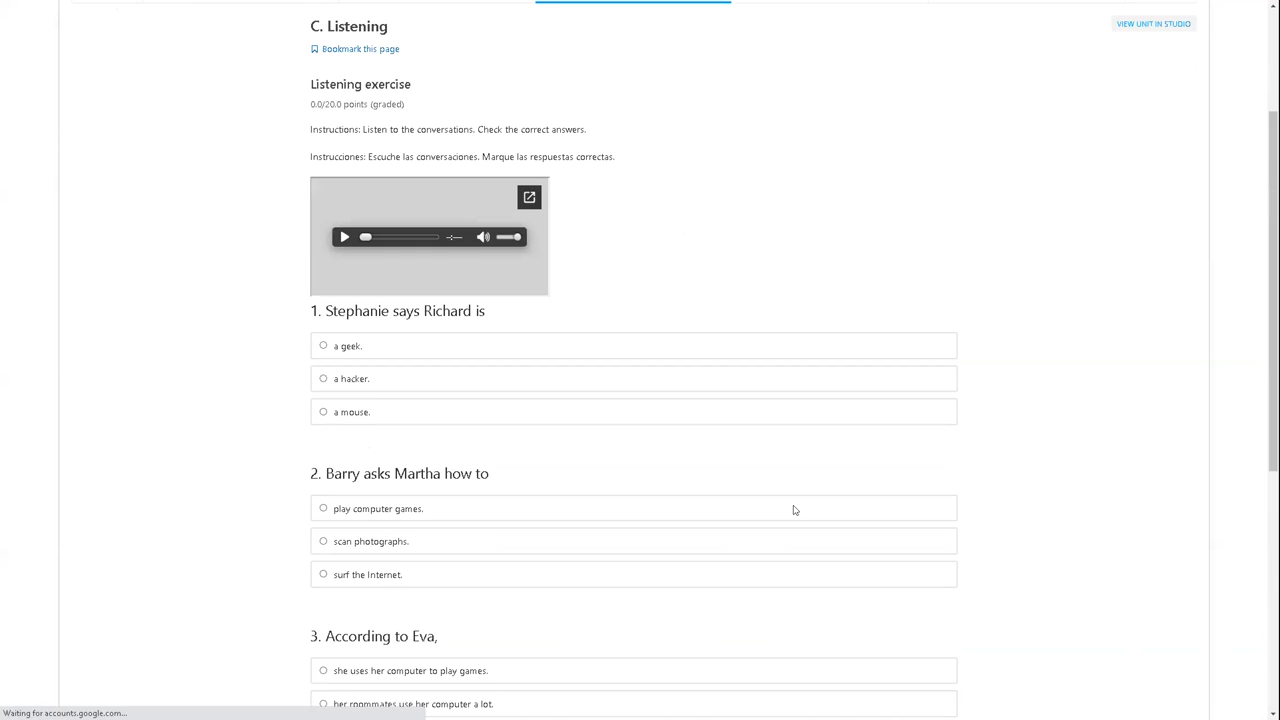 C. Listening
VIEW UNIT IN STUDIO
Bookmark this page
Listening exercise
0.0/20.0 points (graded)
Instructions: Listen to the conversations. Check the correct answers.
Instrucciones: Escuche las conversaciones. Marque las respuestas correctas.
1. Stephanie says Richard is
a geek.
a hacker.
a mouse.
2. Barry asks Martha how to
play computer games.
scan photographs.
surf the Internet.
3. According to Eva,
she uses her computer to play games.
her roommates use her computer a lot.
Waiting for accounts.google.com...